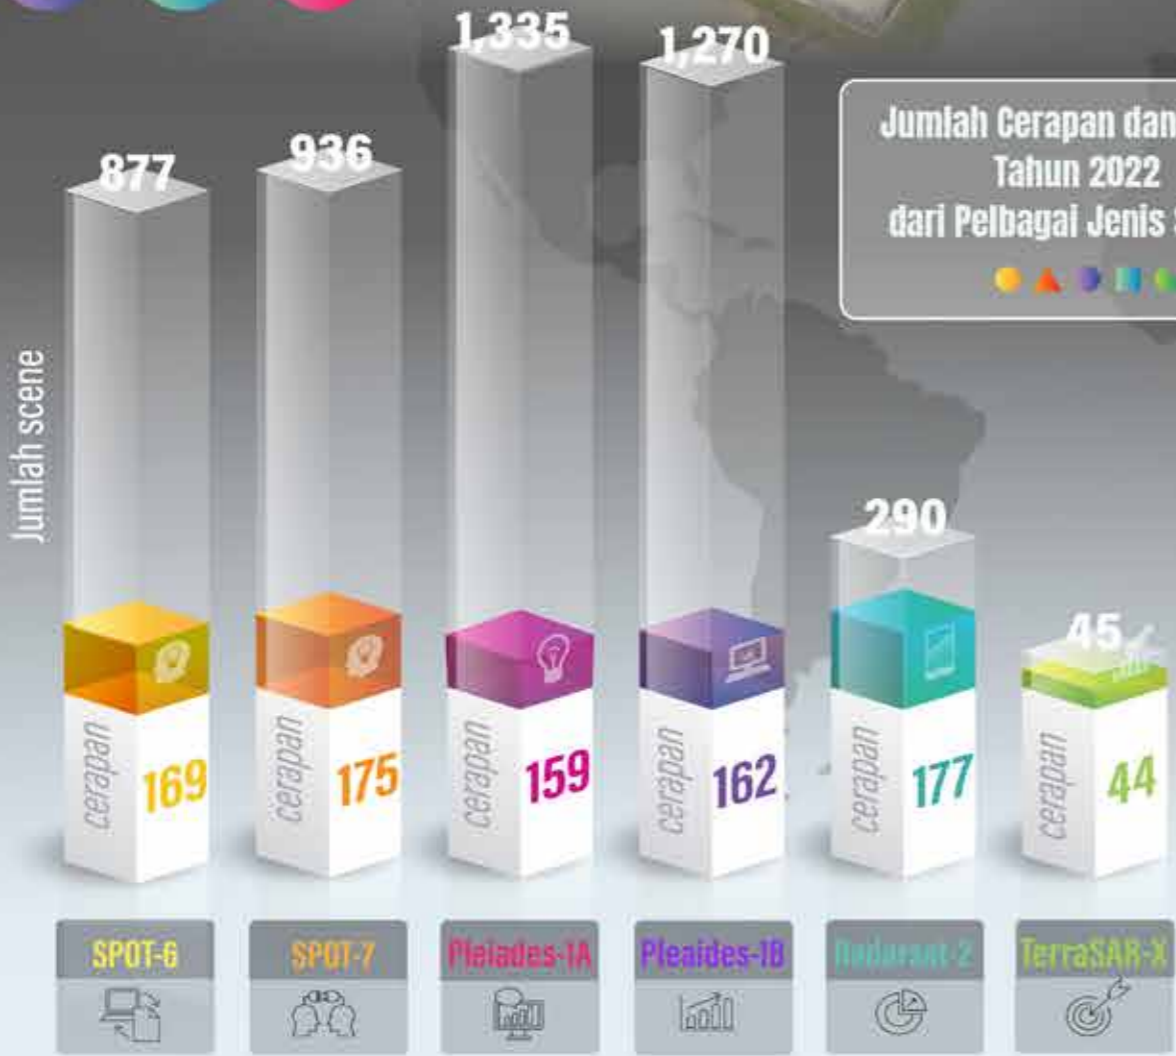 1,335
1,270
877
936
Jumlah Cerapan dan
Tahun 2022
dari Pelbagai Jenis
Jumlah scene
290
45
cerapan
169
cerapan
175
cerapan
159
cerapan
162
cerapan
177
cerapan
44
SPOT-6
SPOT-7
Pleiades-1A
Pleaides-1B
TerraSAR-X